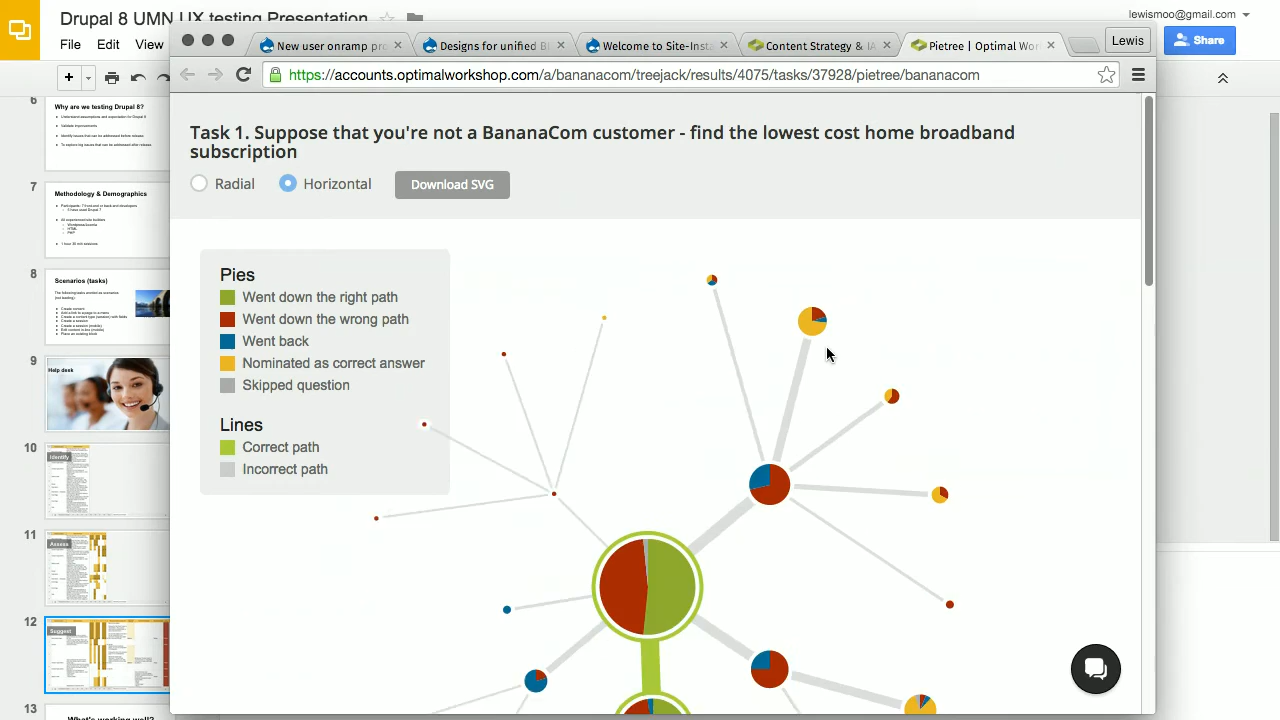 Drupal 8 UMN UX testing Presentation
lewismoo@gmail.com
File Edit View
Share
New user onramp pro
Design a Unified B
Welcome to Site-Inst
Content Strategy & IA
Pietree | Optimal Wor
Lewis
https://accounts.optimalworkshop.com/a/bananacom/treejack/results/4075/tasks/37928/pietree/bananacom
Task 1. Suppose that you're not a BananaCom customer - find the lowest cost home broadband
subscription
Radial Horizontal Download SVG
Pies
Went down the right path
Went down the wrong path
Went back
Nominated as correct answer
Skipped question
Lines
Correct path
Incorrect path
6
Why are we testing Drupal 8?
7
Methodology & Demographics
8
Scenarios (tasks)
9
Help desk
10
Identify
11
Assess
12
Suggest
13
What's working well?